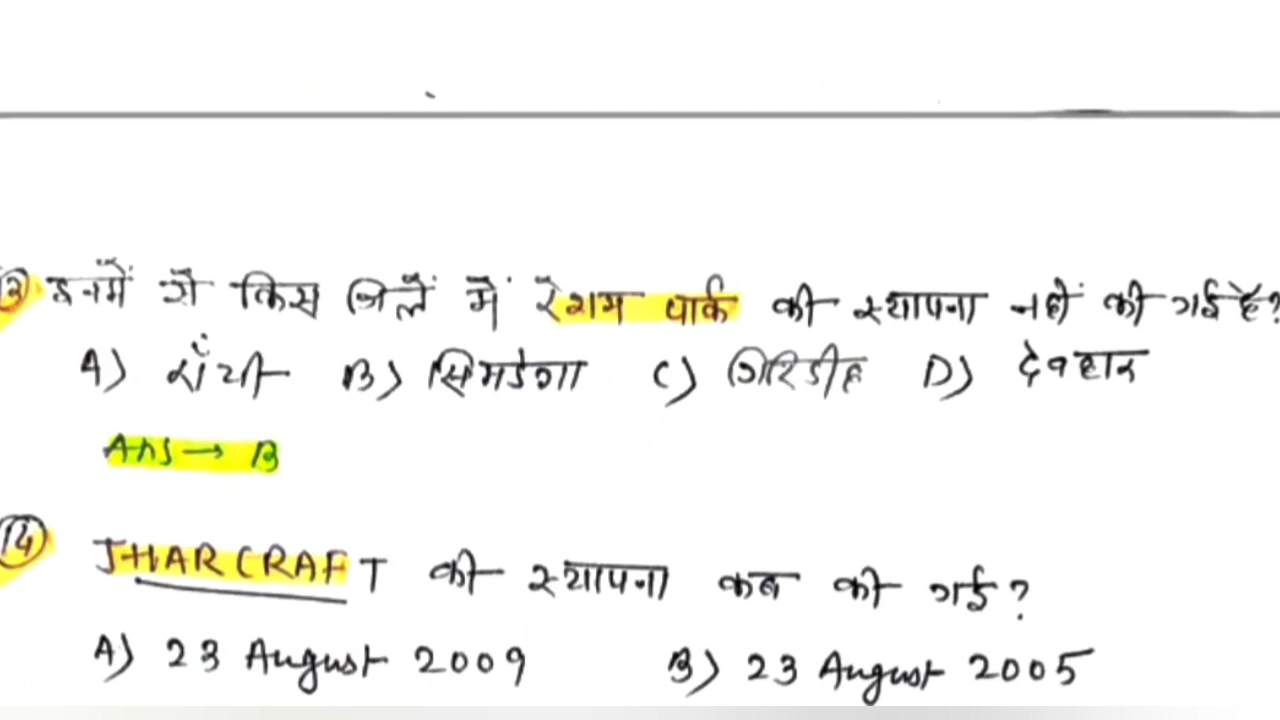 13 इनमें से किस जिलें में रेशम पार्क की स्थापना नहीं की गई है?
A) राँची B) सिमडेगा C) गिरिडीह D) देवघर
Ans → B
14 JHARCRAFT की स्थापना कब की गई?
A) 23 August 2009 B) 23 August 2005